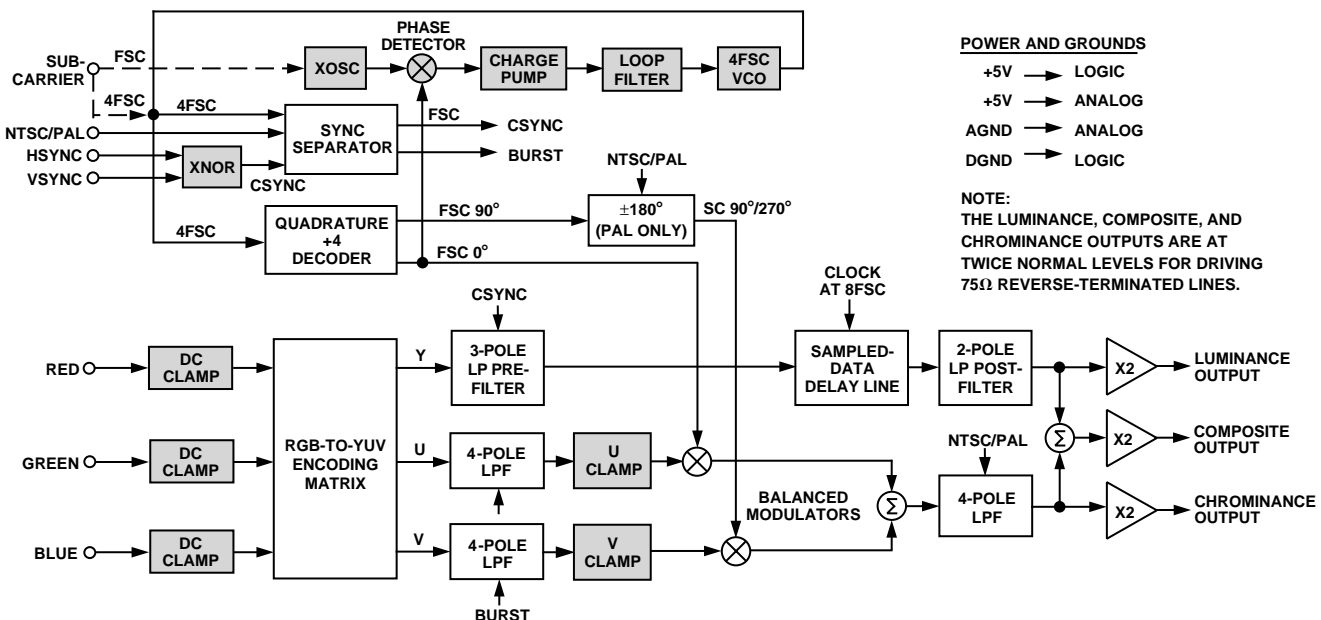 SUB-
CARRIER
FSC
4FSC
NTSC/PAL
HSYNC
VSYNC
XNOR
CSYNC
4FSC
XOSC
PHASE
DETECTOR
CHARGE
PUMP
LOOP
FILTER
4FSC
VCO
SYNC
SEPARATOR
FSC
CSYNC
BURST
4FSC
QUADRATURE
+4
DECODER
FSC 90°
FSC 0°
NTSC/PAL
±180°
(PAL ONLY)
SC 90°/270°
POWER AND GROUNDS
+5V LOGIC
+5V ANALOG
AGND ANALOG
DGND LOGIC
NOTE:
THE LUMINANCE, COMPOSITE, AND
CHROMINANCE OUTPUTS ARE AT
TWICE NORMAL LEVELS FOR DRIVING
75Ω REVERSE-TERMINATED LINES.
RED
DC
CLAMP
GREEN
DC
CLAMP
BLUE
DC
CLAMP
RGB-TO-YUV
ENCODING
MATRIX
Y
U
V
CSYNC
3-POLE
LP PRE-
FILTER
4-POLE
LPF
U
CLAMP
4-POLE
LPF
V
CLAMP
BURST
BALANCED
MODULATORS
CLOCK
AT 8FSC
SAMPLED-
DATA
DELAY LINE
2-POLE
LP POST-
FILTER
Σ
NTSC/PAL
4-POLE
LPF
Σ
X2
LUMINANCE
OUTPUT
X2
COMPOSITE
OUTPUT
X2
CHROMINANCE
OUTPUT